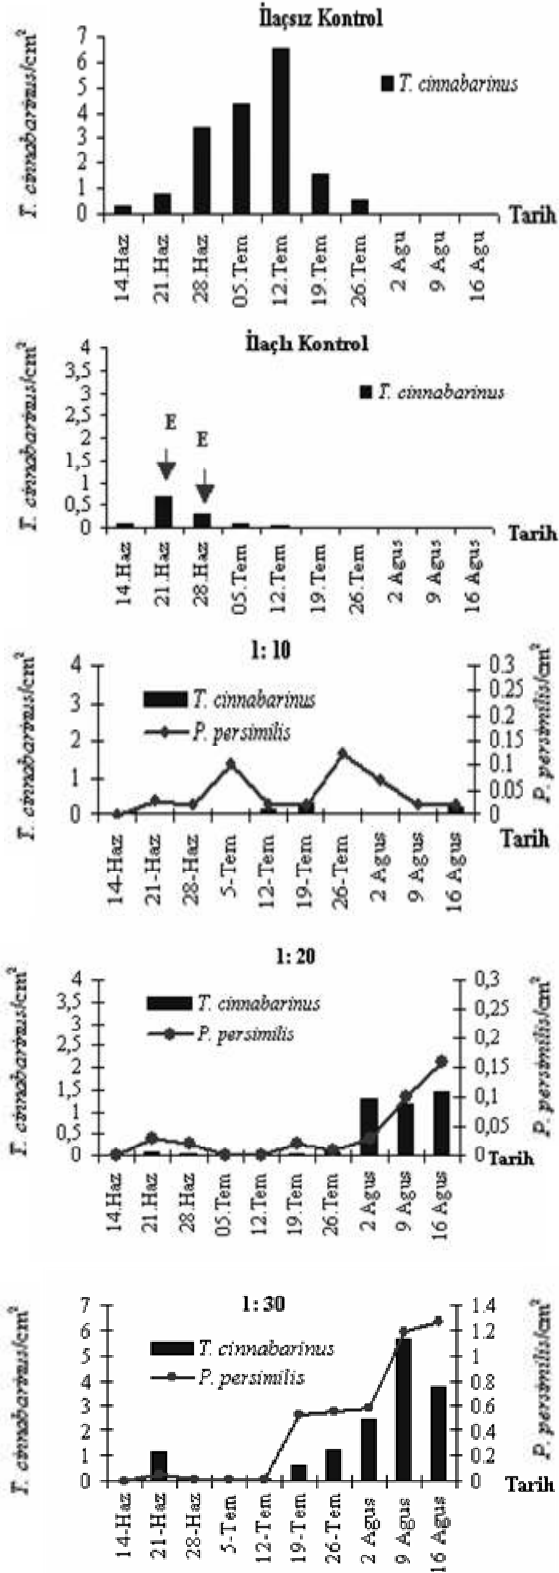 İlaçsız Kontrol
T. cinnabarinus/cm²
7
6
5
4
3
2
1
0
T. cinnabarinus
Tarih
14.Haz
21.Haz
28.Haz
05.Tem
12.Tem
19.Tem
26.Tem
2 Agu
9 Agu
16 Agu
İlaçlı Kontrol
T. cinnabarinus/cm²
4
3,5
3
2,5
2
1,5
1
0,5
0
T. cinnabarinus
E
E
Tarih
14.Haz
21.Haz
28.Haz
05.Tem
12.Tem
19.Tem
26.Tem
2 Agus
9 Agus
16 Agus
1: 10
T. cinnabarinus/cm²
4
3
2
1
0
T. cinnabarinus
P. persimilis
0.3
0.25
0.2
0.15
0.1
0.05
0
P. persimilis/cm²
Tarih
14-Haz
21-Haz
28-Haz
5-Tem
12-Tem
19-Tem
26-Tem
2 Agus
9 Agus
16 Agus
1: 20
T. cinnabarinus/cm²
4
3,5
3
2,5
2
1,5
1
0,5
0
T. cinnabarinus
P. persimilis
0,3
0,25
0,2
0,15
0,1
0,05
0
P. persimilis/cm²
Tarih
14.Haz
21.Haz
28.Haz
05.Tem
12.Tem
19.Tem
26.Tem
2 Agus
9 Agus
16 Agus
1: 30
T. cinnabarinus/cm²
7
6
5
4
3
2
1
0
T. cinnabarinus
P. persimilis
1.4
1.2
1
0.8
0.6
0.4
0.2
0
P. persimilis/cm²
Tarih
14-Haz
21-Haz
28-Haz
5-Tem
12-Tem
19-Tem
26-Tem
2 Agus
9 Agus
16 Agus